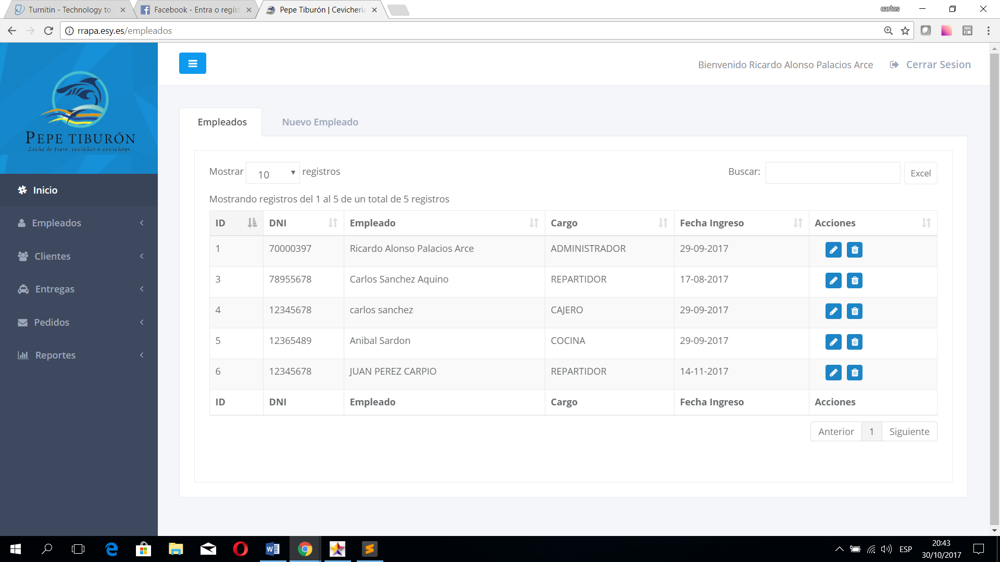 Turnitin - Technology to
Facebook - Entra o regíst
Pepe Tiburón | Cevicheria
carlos
rrapa.esy.es/empleados
Bienvenido Ricardo Alonso Palacios Arce
Cerrar Sesion
PEPE TIBURÓN
Leche de tigre, ceviches y cevichops
Inicio
Empleados
Clientes
Entregas
Pedidos
Reportes
Empleados
Nuevo Empleado
Mostrar 10 registros
Buscar:
Excel
Mostrando registros del 1 al 5 de un total de 5 registros
ID DNI Empleado Cargo Fecha Ingreso Acciones
1 70000397 Ricardo Alonso Palacios Arce ADMINISTRADOR 29-09-2017
3 78955678 Carlos Sanchez Aquino REPARTIDOR 17-08-2017
4 12345678 carlos sanchez CAJERO 29-09-2017
5 12365489 Anibal Sardon COCINA 29-09-2017
6 12345678 JUAN PEREZ CARPIO REPARTIDOR 14-11-2017
ID DNI Empleado Cargo Fecha Ingreso Acciones
Anterior 1 Siguiente
ESP
20:43
30/10/2017